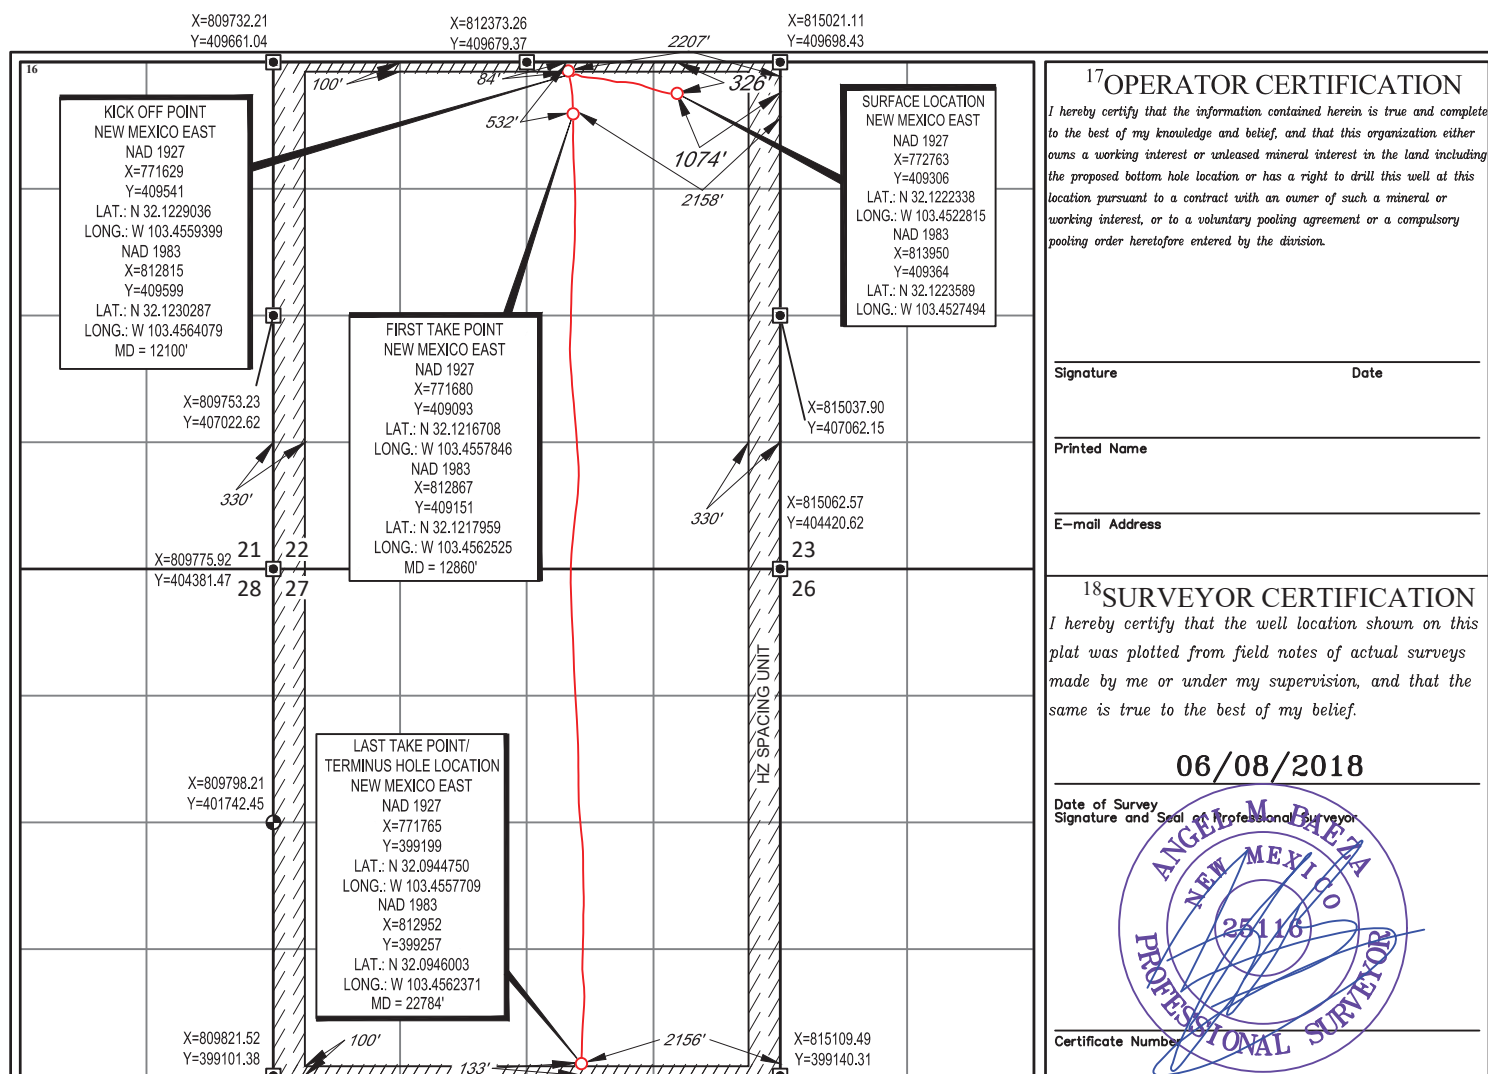 X=809732.21
Y=409661.04
X=812373.26
Y=409679.37
X=815021.11
Y=409698.43
2207'
16
100'
84'
326'
532'
1074'
2158'
KICK OFF POINT
NEW MEXICO EAST
NAD 1927
X=771629
Y=409541
LAT.: N 32.1229036
LONG.: W 103.4559399
NAD 1983
X=812815
Y=409599
LAT.: N 32.1230287
LONG.: W 103.4564079
MD = 12100'
SURFACE LOCATION
NEW MEXICO EAST
NAD 1927
X=772763
Y=409306
LAT.: N 32.1222338
LONG.: W 103.4522815
NAD 1983
X=813950
Y=409364
LAT.: N 32.1223589
LONG.: W 103.4527494
FIRST TAKE POINT
NEW MEXICO EAST
NAD 1927
X=771680
Y=409093
LAT.: N 32.1216708
LONG.: W 103.4557846
NAD 1983
X=812867
Y=409151
LAT.: N 32.1217959
LONG.: W 103.4562525
MD = 12860'
X=809753.23
Y=407022.62
X=815037.90
Y=407062.15
330'
330'
X=815062.57
Y=404420.62
X=809775.92
Y=404381.47
21 22
28 27
23
26
HZ SPACING UNIT
LAST TAKE POINT/
TERMINUS HOLE LOCATION
NEW MEXICO EAST
NAD 1927
X=771765
Y=399199
LAT.: N 32.0944750
LONG.: W 103.4557709
NAD 1983
X=812952
Y=399257
LAT.: N 32.0946003
LONG.: W 103.4562371
MD = 22784'
X=809798.21
Y=401742.45
X=809821.52
Y=399101.38
100'
133'
2156'
X=815109.49
Y=399140.31
17 OPERATOR CERTIFICATION
I hereby certify that the information contained herein is true and complete
to the best of my knowledge and belief, and that this organization either
owns a working interest or unleased mineral interest in the land including
the proposed bottom hole location or has a right to drill this well at this
location pursuant to a contract with an owner of such a mineral or
working interest, or to a voluntary pooling agreement or a compulsory
pooling order heretofore entered by the division.
Signature Date
Printed Name
E-mail Address
18 SURVEYOR CERTIFICATION
I hereby certify that the well location shown on this
plat was plotted from field notes of actual surveys
made by me or under my supervision, and that the
same is true to the best of my belief.
06/08/2018
Date of Survey
Signature and Seal of Professional Surveyor
ANGEL M. BAEZA
NEW MEXICO
25116
PROFESSIONAL SURVEYOR
Certificate Number